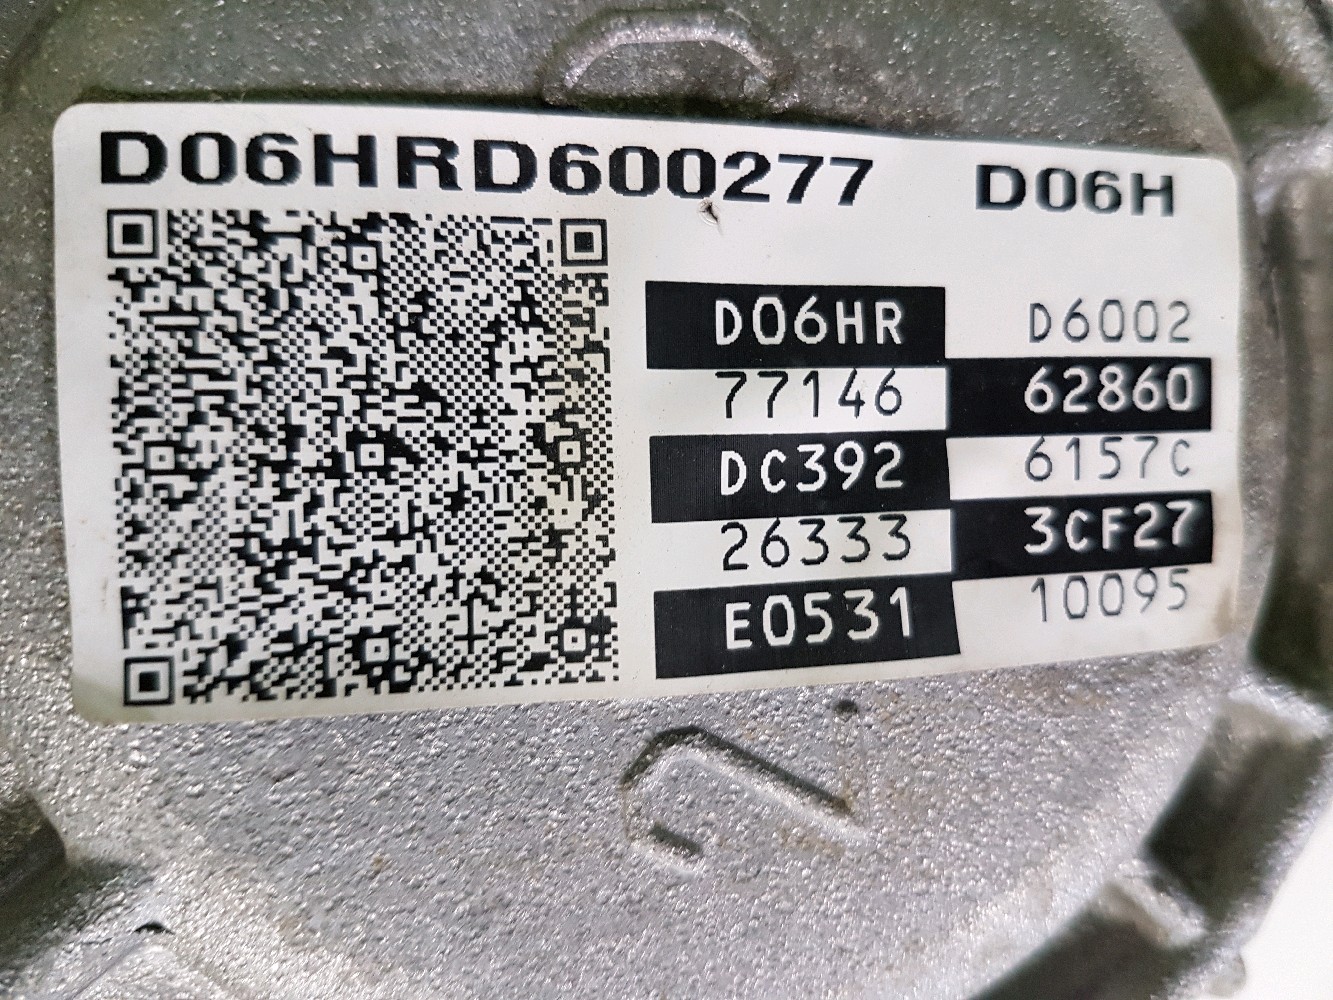 D06HRD600277 D06H
D06HR D6002
77146 62860
DC392 6157C
26333 3CF27
E0531 10095